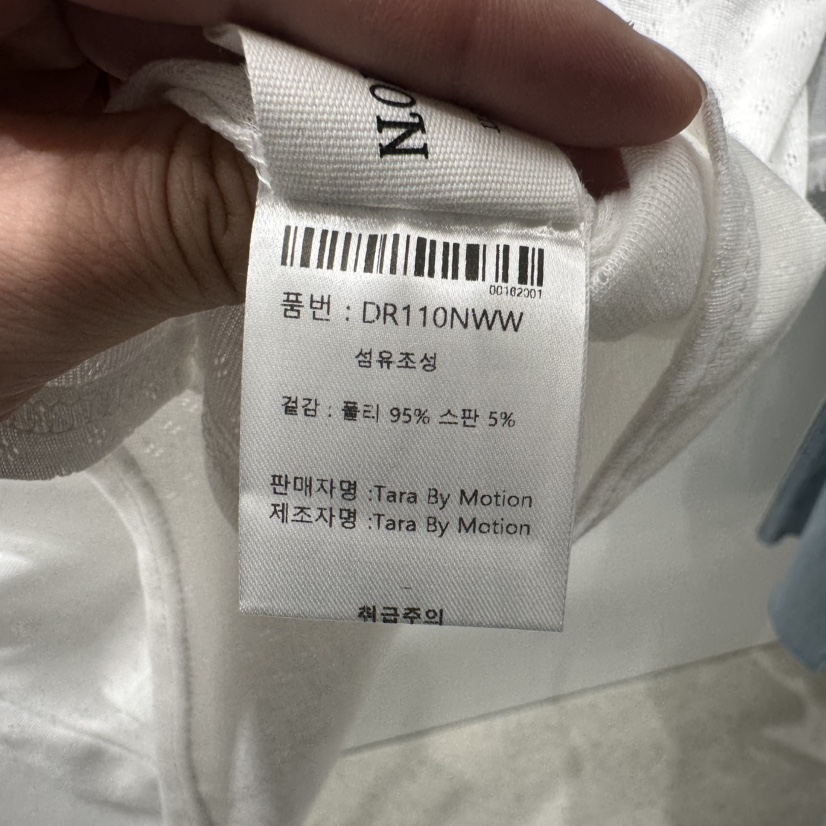 N.O
00162001
품번 : DR110NWW
섬유조성
겉감 : 폴리 95% 스판 5%
판매자명 :Tara By Motion
제조자명 :Tara By Motion
취급주의